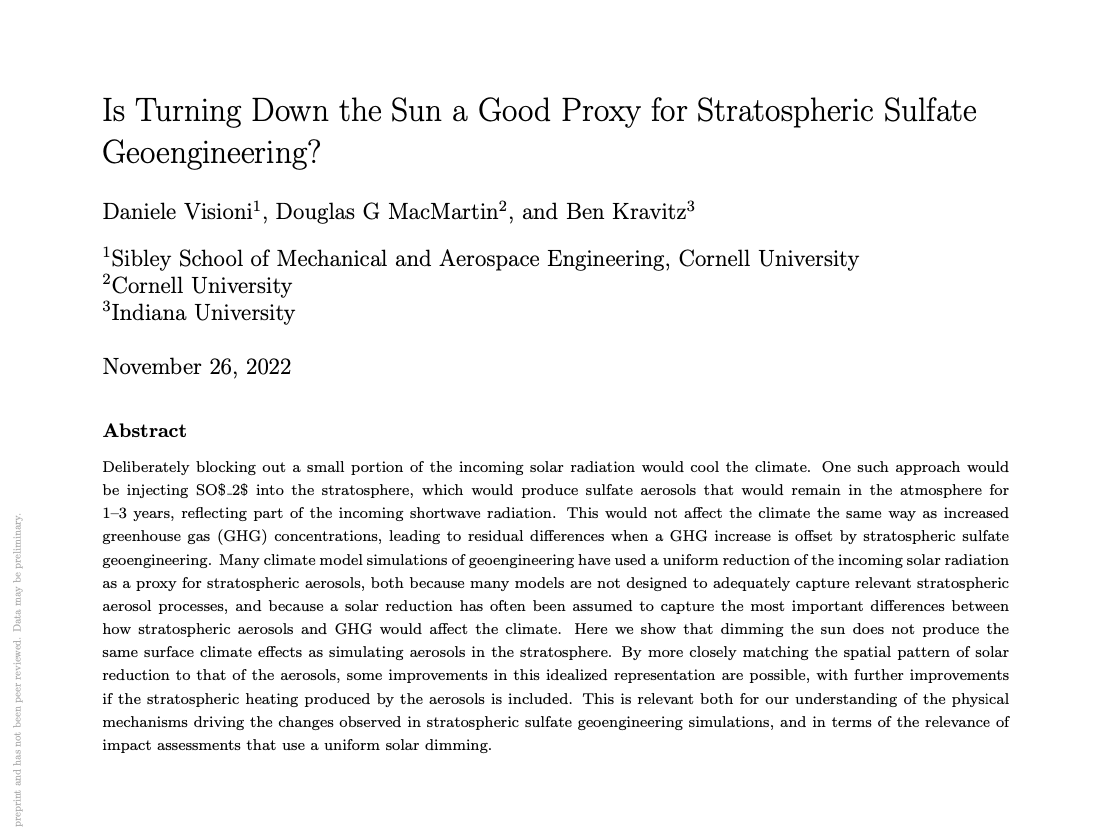 Is Turning Down the Sun a Good Proxy for Stratospheric Sulfate
Geoengineering?
Daniele Visioni¹, Douglas G MacMartin², and Ben Kravitz³
¹Sibley School of Mechanical and Aerospace Engineering, Cornell University
²Cornell University
³Indiana University
November 26, 2022
Abstract
Deliberately blocking out a small portion of the incoming solar radiation would cool the climate. One such approach would
be injecting SO$_2$ into the stratosphere, which would produce sulfate aerosols that would remain in the atmosphere for
1–3 years, reflecting part of the incoming shortwave radiation. This would not affect the climate the same way as increased
greenhouse gas (GHG) concentrations, leading to residual differences when a GHG increase is offset by stratospheric sulfate
geoengineering. Many climate model simulations of geoengineering have used a uniform reduction of the incoming solar radiation
as a proxy for stratospheric aerosols, both because many models are not designed to adequately capture relevant stratospheric
aerosol processes, and because a solar reduction has often been assumed to capture the most important differences between
how stratospheric aerosols and GHG would affect the climate. Here we show that dimming the sun does not produce the
same surface climate effects as simulating aerosols in the stratosphere. By more closely matching the spatial pattern of solar
reduction to that of the aerosols, some improvements in this idealized representation are possible, with further improvements
if the stratospheric heating produced by the aerosols is included. This is relevant both for our understanding of the physical
mechanisms driving the changes observed in stratospheric sulfate geoengineering simulations, and in terms of the relevance of
impact assessments that use a uniform solar dimming.
preprint and has not been peer reviewed. Data may be preliminary.